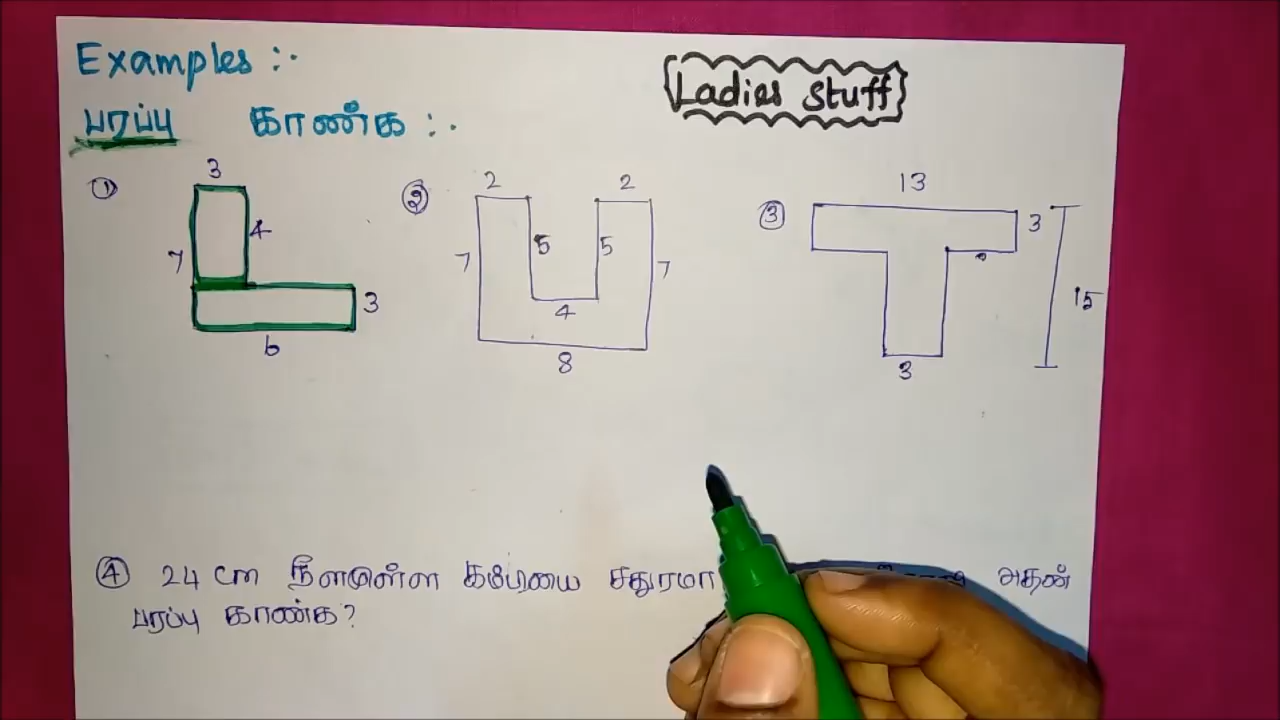 Examples :-
Ladies Stuff
பரப்பு காண்க :-
① 3 4 7 3 6
② 2 2 5 5 7 7 4 8
③ 13 3 15 3
④ 24 cm நீளமுள்ள கம்பியை சதுரமா அதன்
பரப்பு காண்க?